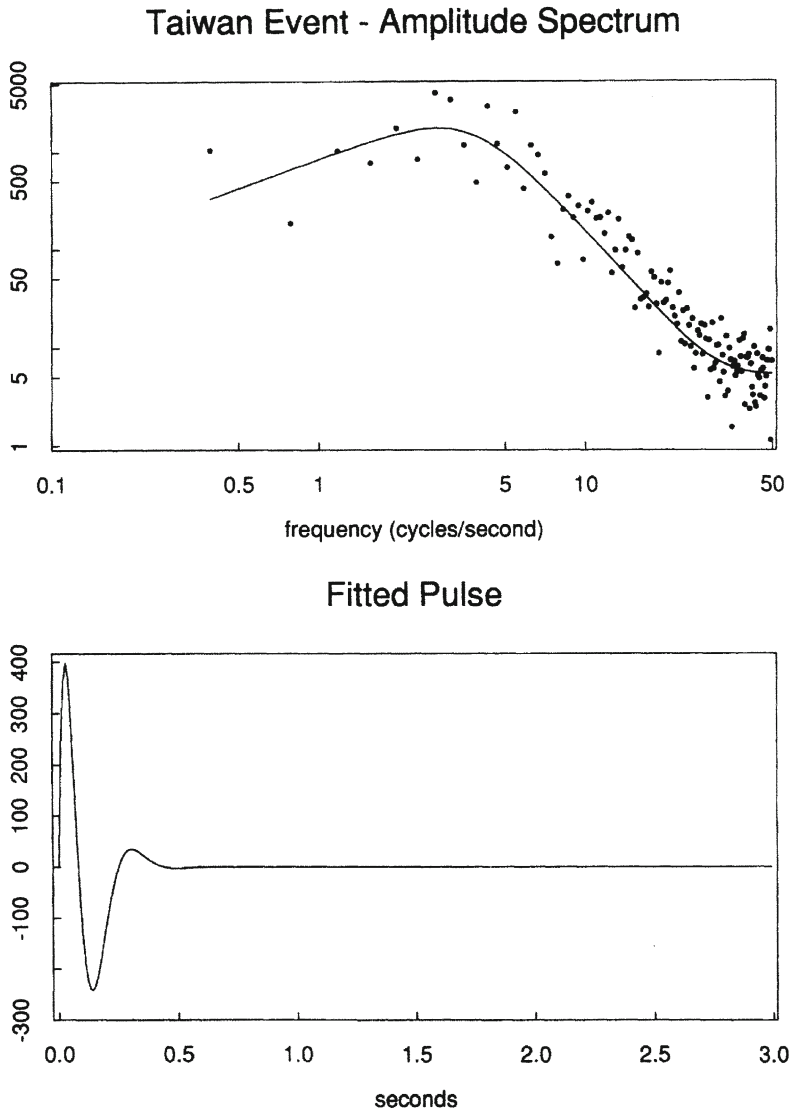 Taiwan Event - Amplitude Spectrum
5000
500
50
5
1
0.1 0.5 1 5 10 50
frequency (cycles/second)
Fitted Pulse
400
300
200
100
0
-100
-300
0.0 0.5 1.0 1.5 2.0 2.5 3.0
seconds